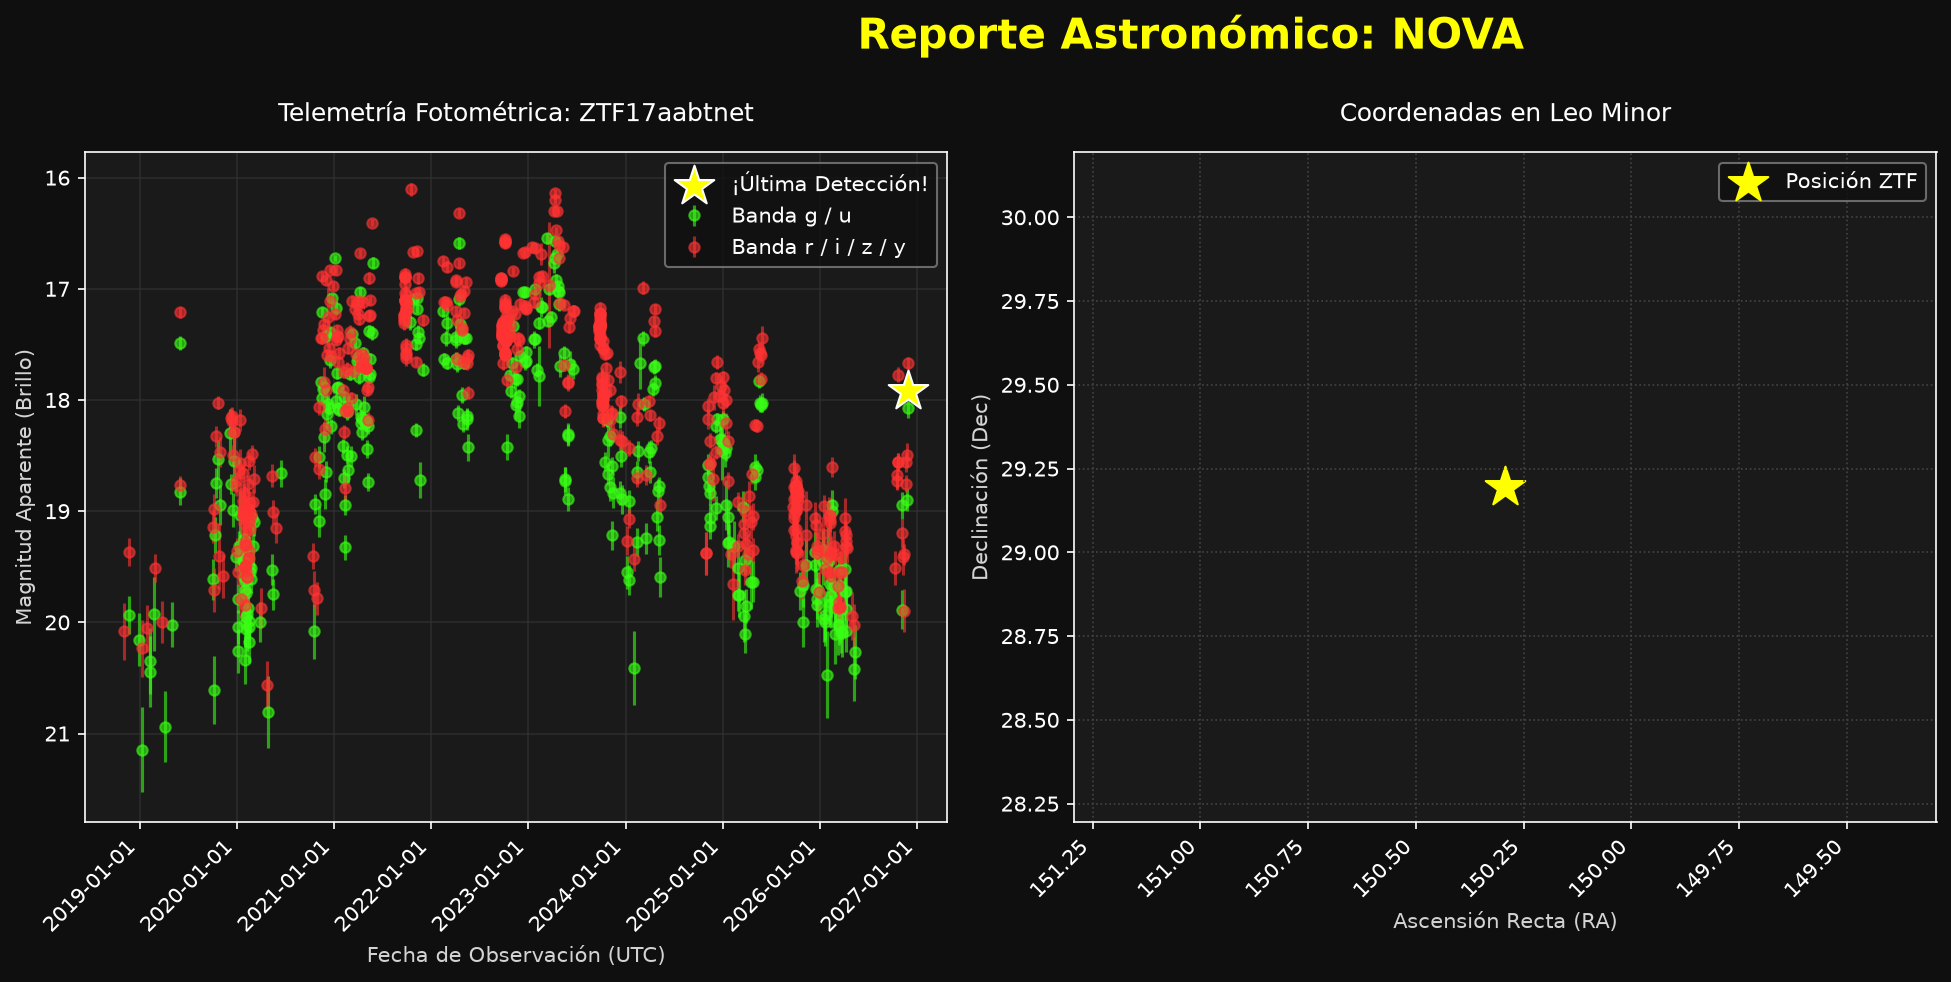 Reporte Astronómico: NOVA
Telemetría Fotométrica: ZTF17aabtnet
Magnitud Aparente (Brillo)
16
17
18
19
20
21
¡Última Detección!
Banda g / u
Banda r / i / z / y
2019-01-01
2020-01-01
2021-01-01
2022-01-01
2023-01-01
2024-01-01
2025-01-01
2026-01-01
2027-01-01
Fecha de Observación (UTC)
Coordenadas en Leo Minor
Declinación (Dec)
30.00
29.75
29.50
29.25
29.00
28.75
28.50
28.25
Posición ZTF
151.25
151.00
150.75
150.50
150.25
150.00
149.75
149.50
Ascensión Recta (RA)